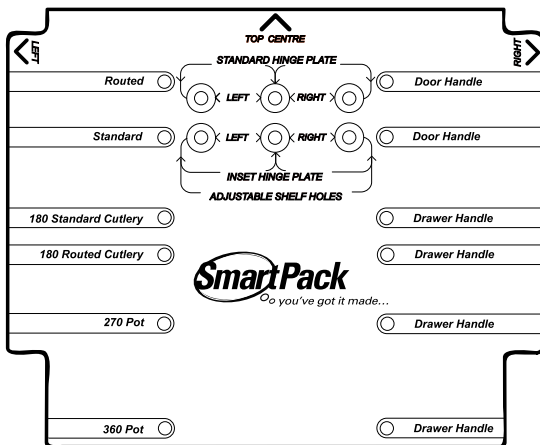 TOP CENTRE
LEFT
RIGHT
STANDARD HINGE PLATE
Routed
LEFT RIGHT
Door Handle
Standard
LEFT RIGHT
Door Handle
INSET HINGE PLATE
ADJUSTABLE SHELF HOLES
180 Standard Cutlery
Drawer Handle
180 Routed Cutlery
Drawer Handle
SmartPack
you've got it made...
270 Pot
Drawer Handle
360 Pot
Drawer Handle